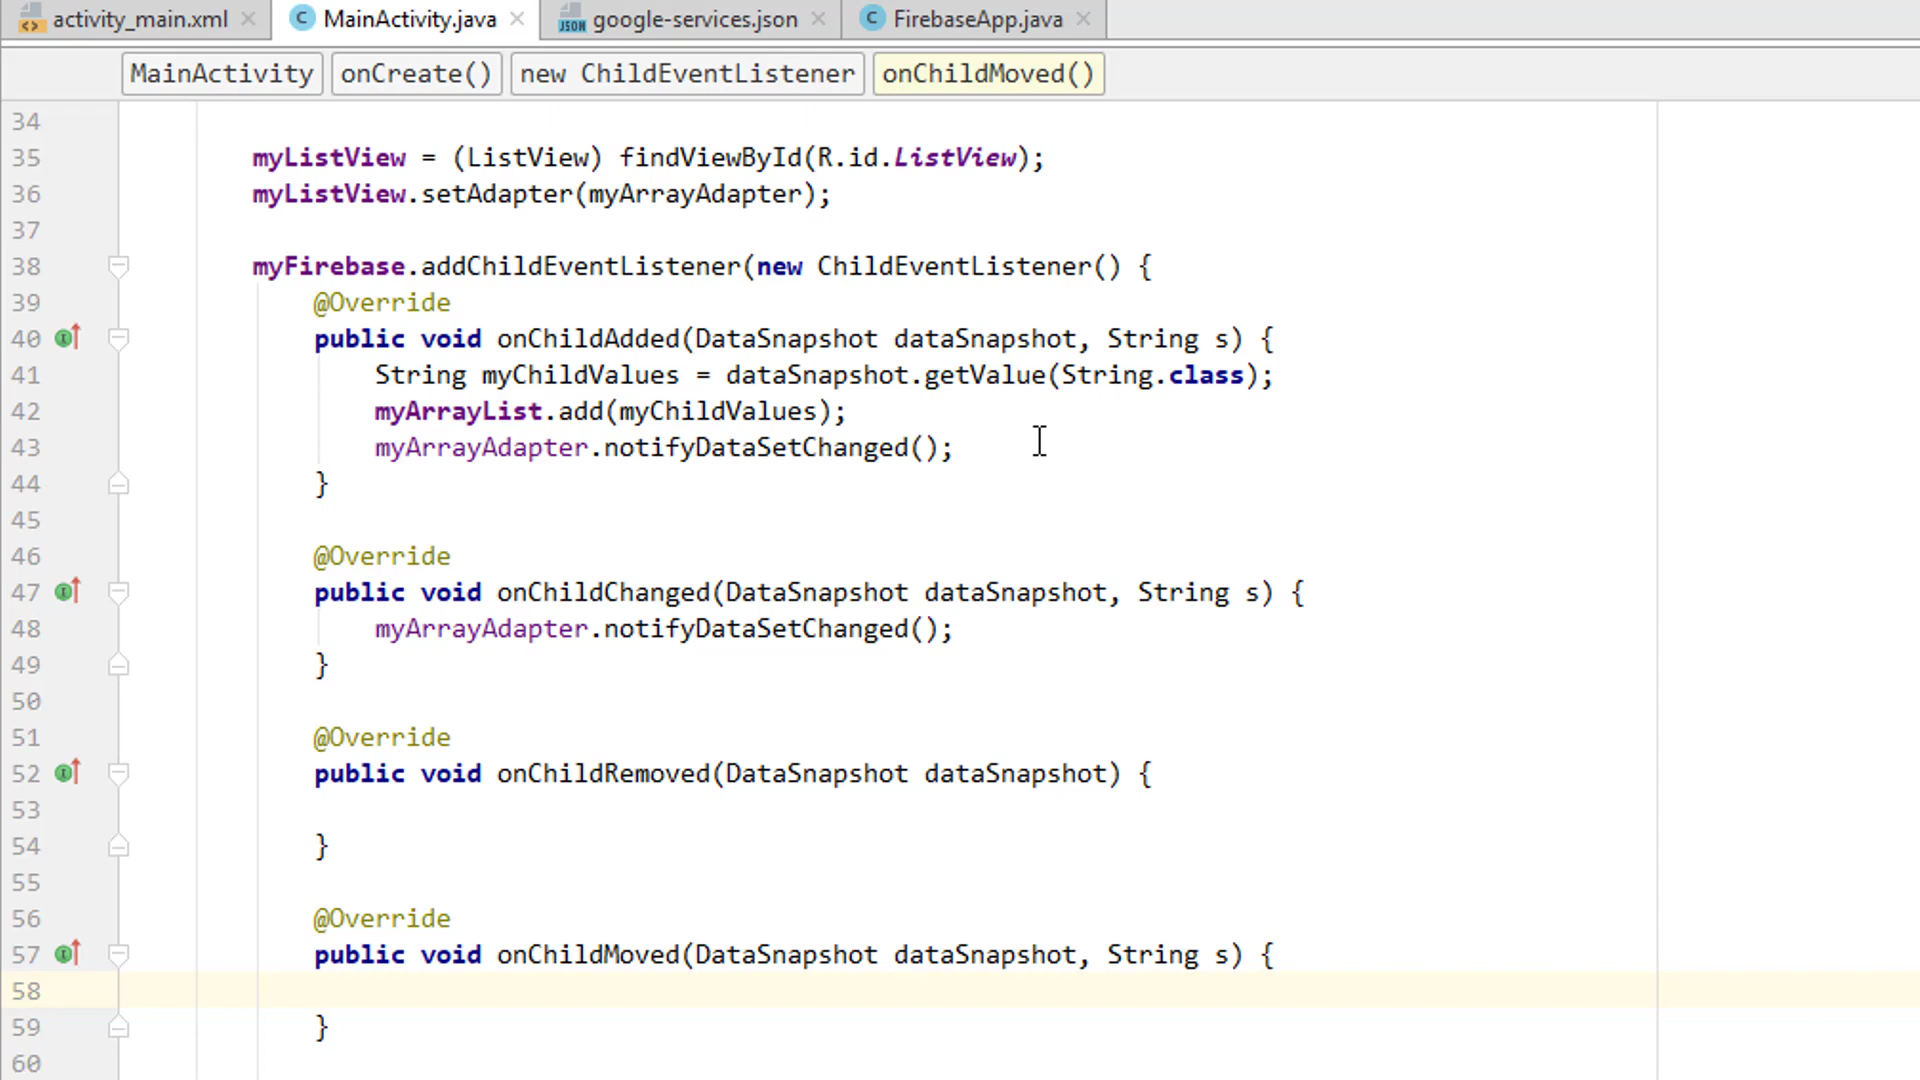 activity_main.xml
MainActivity.java
google-services.json
FirebaseApp.java
MainActivity
onCreate()
new ChildEventListener
onChildMoved()
34
35 myListView = (ListView) findViewById(R.id.ListView);
36 myListView.setAdapter(myArrayAdapter);
37
38 myFirebase.addChildEventListener(new ChildEventListener() {
39 @Override
40 public void onChildAdded(DataSnapshot dataSnapshot, String s) {
41 String myChildValues = dataSnapshot.getValue(String.class);
42 myArrayList.add(myChildValues);
43 myArrayAdapter.notifyDataSetChanged();
44 }
45
46 @Override
47 public void onChildChanged(DataSnapshot dataSnapshot, String s) {
48 myArrayAdapter.notifyDataSetChanged();
49 }
50
51 @Override
52 public void onChildRemoved(DataSnapshot dataSnapshot) {
53
54 }
55
56 @Override
57 public void onChildMoved(DataSnapshot dataSnapshot, String s) {
58
59 }
60